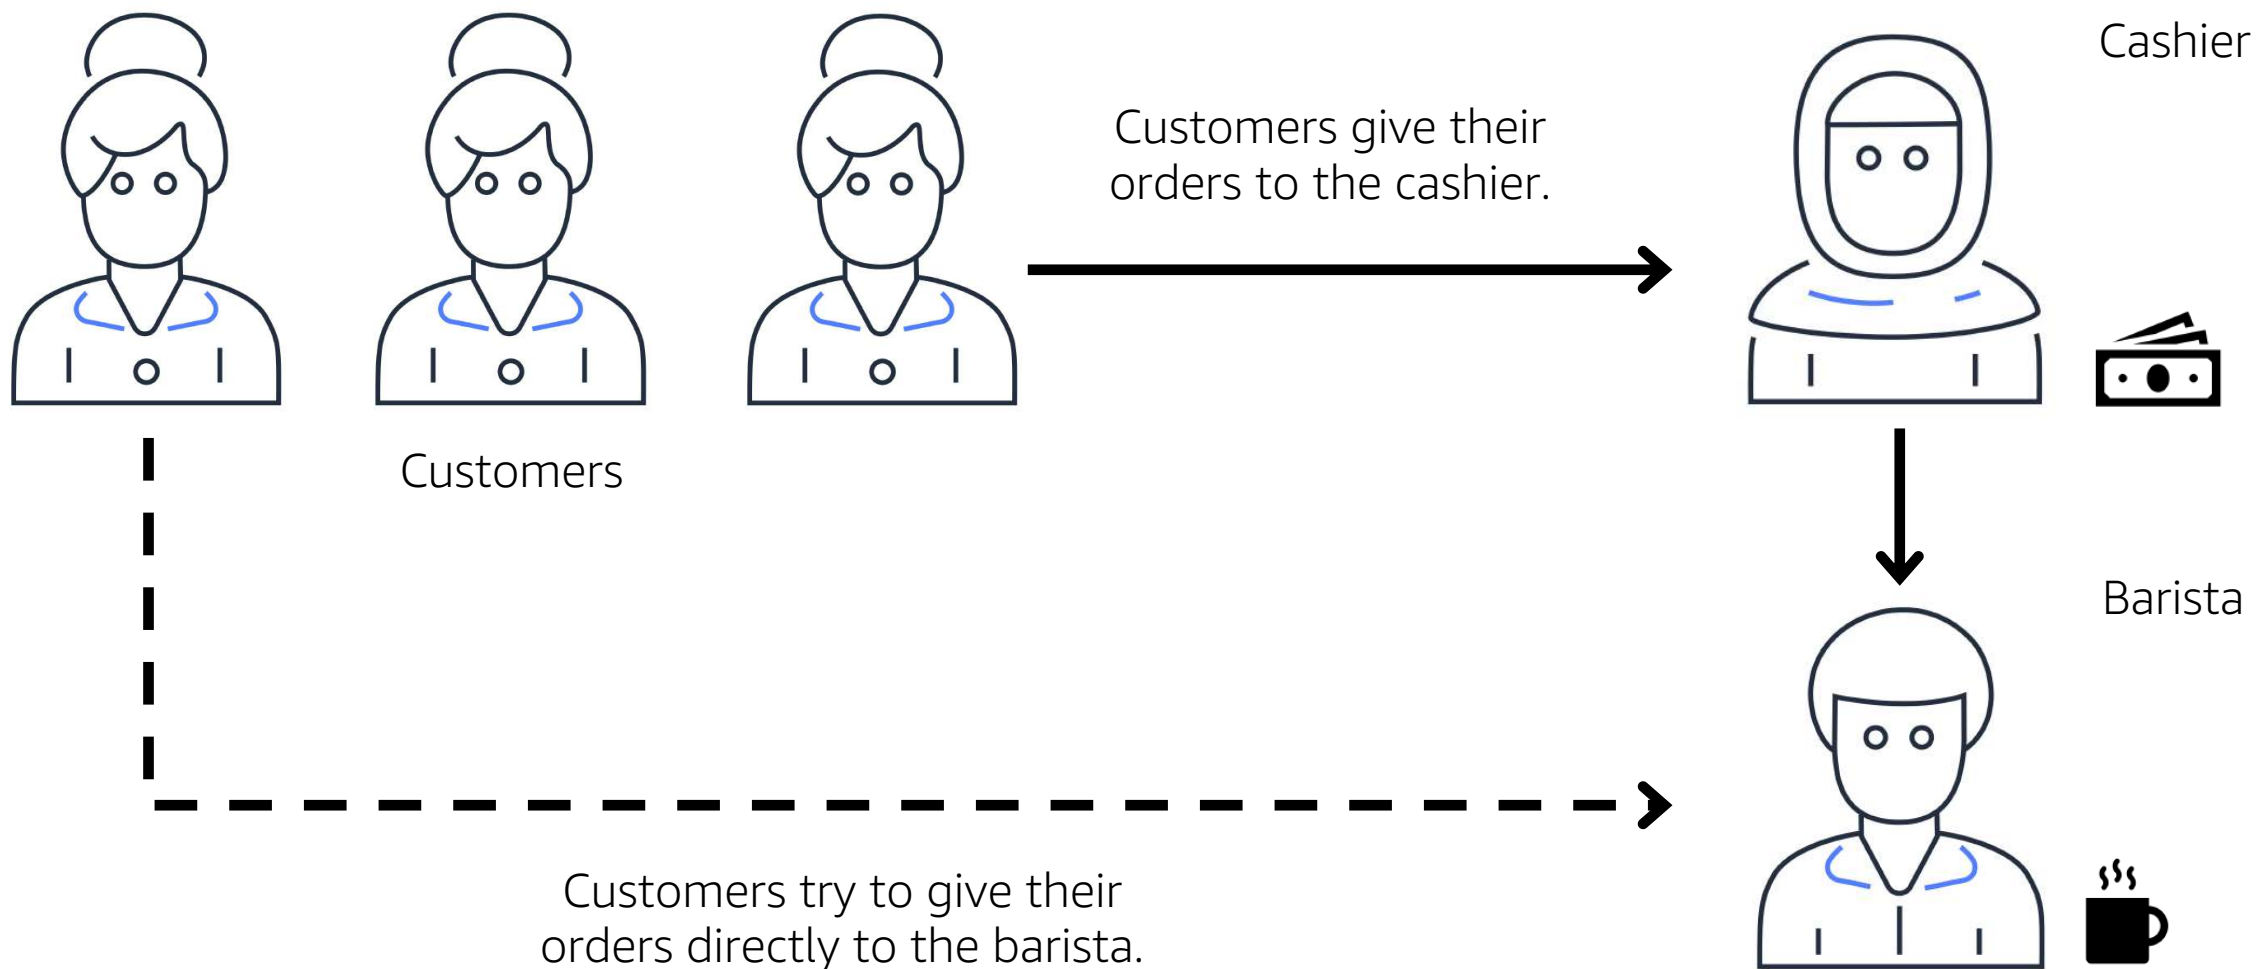 Cashier
Customers give their
orders to the cashier.
Customers
Barista
Customers try to give their
orders directly to the barista.